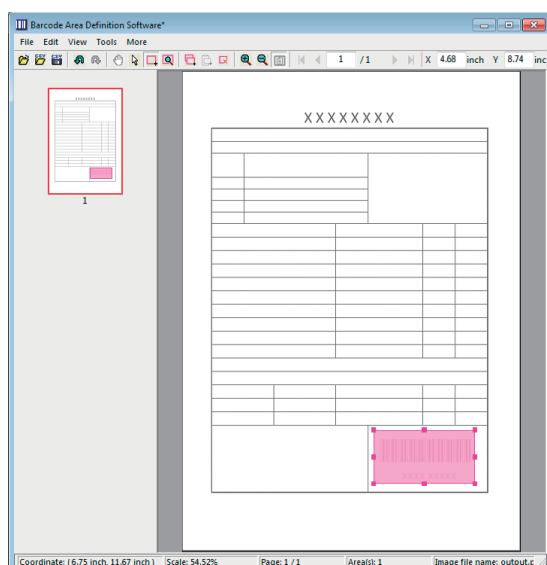 Barcode Area Definition Software*
File Edit View Tools More
1 /1 X 4.68 inch Y 8.74 inc
XXXXXXXX
1
XXXX XXXXX
Coordinate: ( 6.75 inch, 11.67 inch ) Scale: 54.52% Page: 1 / 1 Area(s): 1 Image file name: output.c